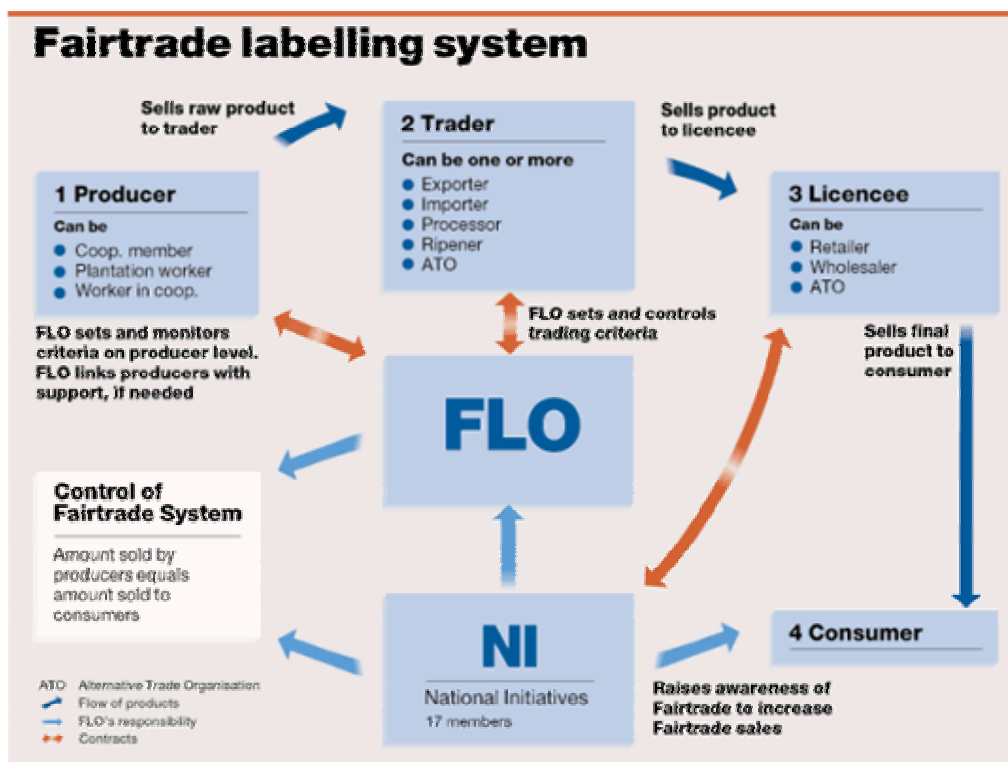 Fairtrade labelling system
Sells raw product
to trader
2 Trader
Can be one or more
Exporter
Importer
Processor
Ripener
ATO
Sells product
to licencee
1 Producer
Can be
Coop. member
Plantation worker
Worker in coop.
3 Licencee
Can be
Retailer
Wholesaler
ATO
FLO sets and monitors
criteria on producer level.
FLO links producers with
support, if needed
FLO sets and controls
trading criteria
Sells final
product to
consumer
FLO
Control of
Fairtrade System
Amount sold by
producers equals
amount sold to
consumers
NI
National Initiatives
17 members
4 Consumer
Raises awareness of
Fairtrade to increase
Fairtrade sales
ATO Alternative Trade Organisation
Flow of products
FLO's responsibility
Contracts